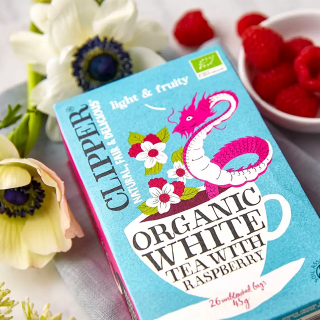 light & fruity
CLIPPER
NATURAL, FAIR & DELICIOUS
ORGANIC
WHITE
TEA WITH
RASPBERRY
26 unbleached bags
45g